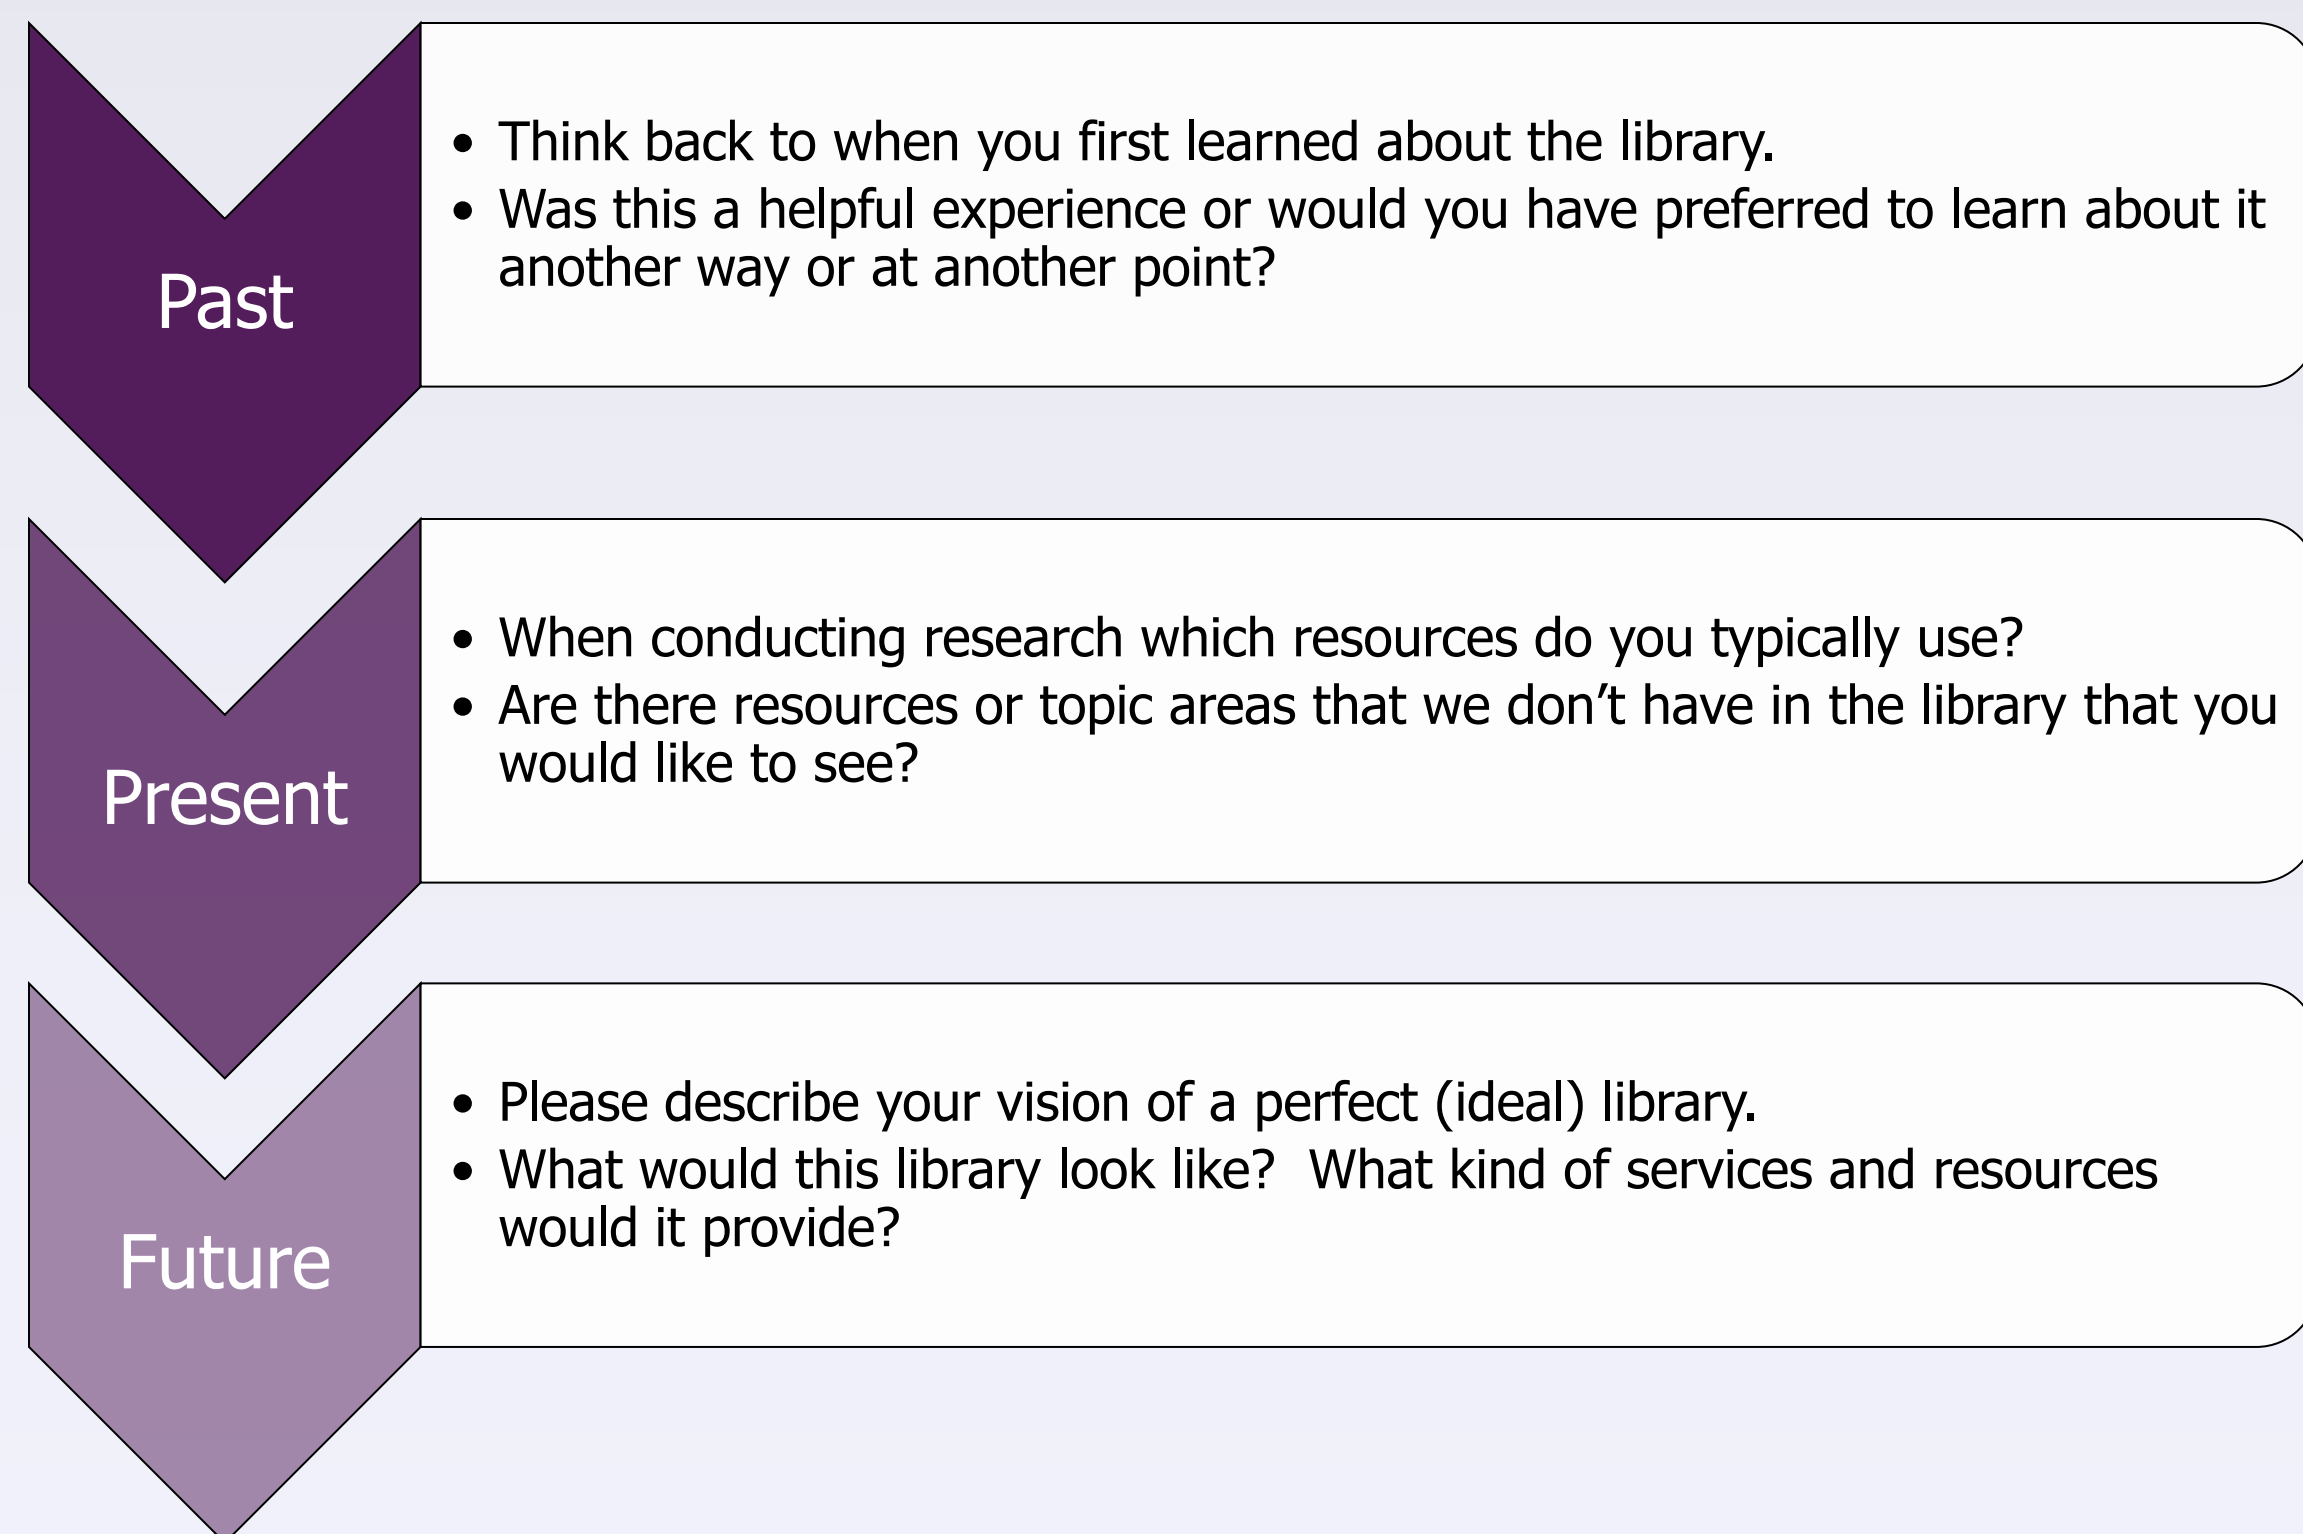 Past
• Think back to when you first learned about the library.
• Was this a helpful experience or would you have preferred to learn about it
another way or at another point?
Present
• When conducting research which resources do you typically use?
• Are there resources or topic areas that we don’t have in the library that you
would like to see?
Future
• Please describe your vision of a perfect (ideal) library.
• What would this library look like?  What kind of services and resources
would it provide?